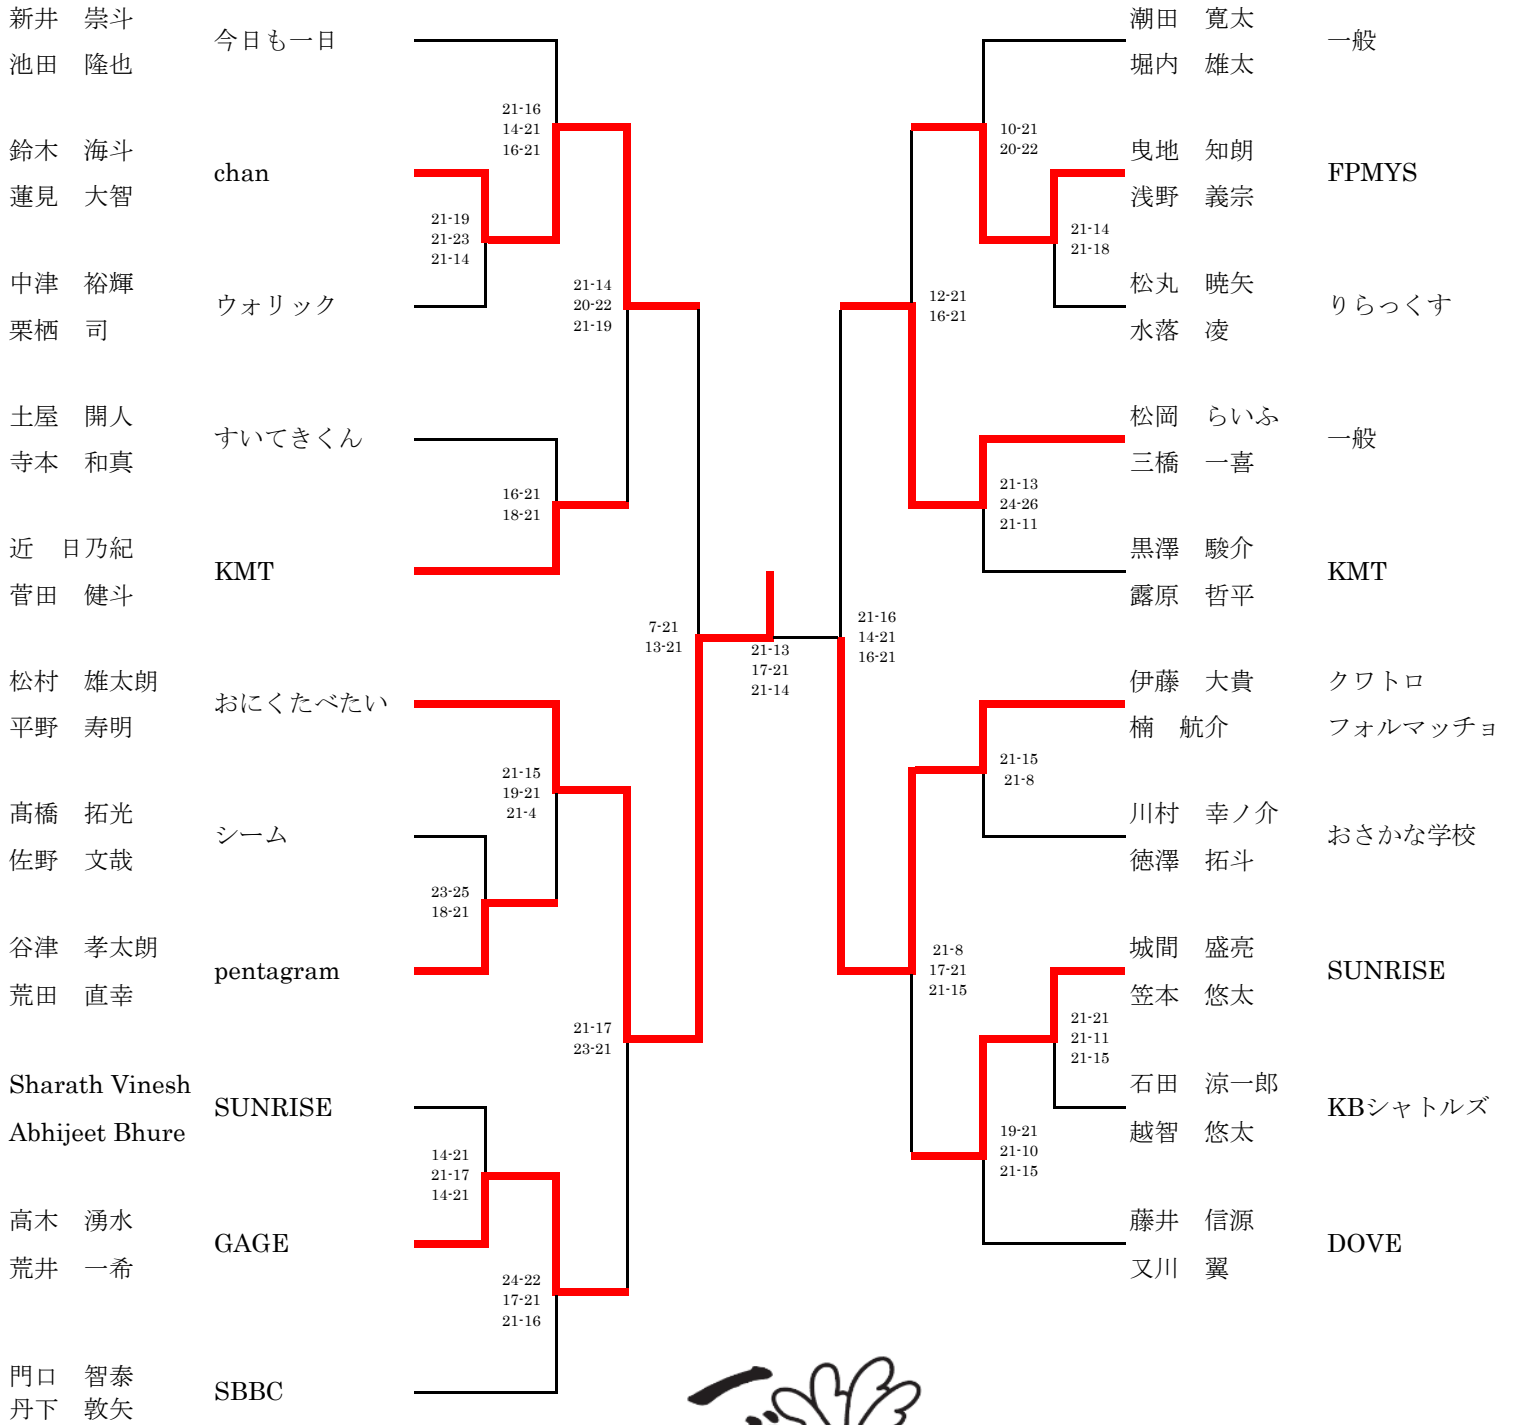 新井　崇斗
池田　隆也
今日も一日
鈴木　海斗
蓮見　大智
chan
中津　裕輝
栗栖　司
ウォリック
土屋　開人
寺本　和真
すいてきくん
近　日乃紀
菅田　健斗
KMT
松村　雄太朗
平野　寿明
おにくたべたい
髙橋　拓光
佐野　文哉
シーム
谷津　孝太朗
荒田　直幸
pentagram
Sharath Vinesh
Abhijeet Bhure
SUNRISE
高木　湧水
荒井　一希
GAGE
門口　智泰
丹下　敦矢
SBBC
21-16
14-21
16-21
21-19
21-23
21-14
21-14
20-22
21-19
16-21
18-21
7-21
13-21
21-15
19-21
21-4
23-25
18-21
21-17
23-21
14-21
21-17
14-21
24-22
17-21
21-16
21-13
17-21
21-14
10-21
20-22
21-14
21-18
12-21
16-21
21-13
24-26
21-11
21-16
14-21
16-21
21-15
21-8
21-8
17-21
21-15
21-21
21-11
21-15
19-21
21-10
21-15
潮田　寛太
堀内　雄太
一般
曳地　知朗
浅野　義宗
FPMYS
松丸　暁矢
水落　凌
りらっくす
松岡　らいふ
三橋　一喜
一般
黒澤　駿介
露原　哲平
KMT
伊藤　大貴
楠　航介
クワトロ
フォルマッチョ
川村　幸ノ介
徳澤　拓斗
おさかな学校
城間　盛亮
笠本　悠太
SUNRISE
石田　涼一郎
越智　悠太
KBシャトルズ
藤井　信源
又川　翼
DOVE